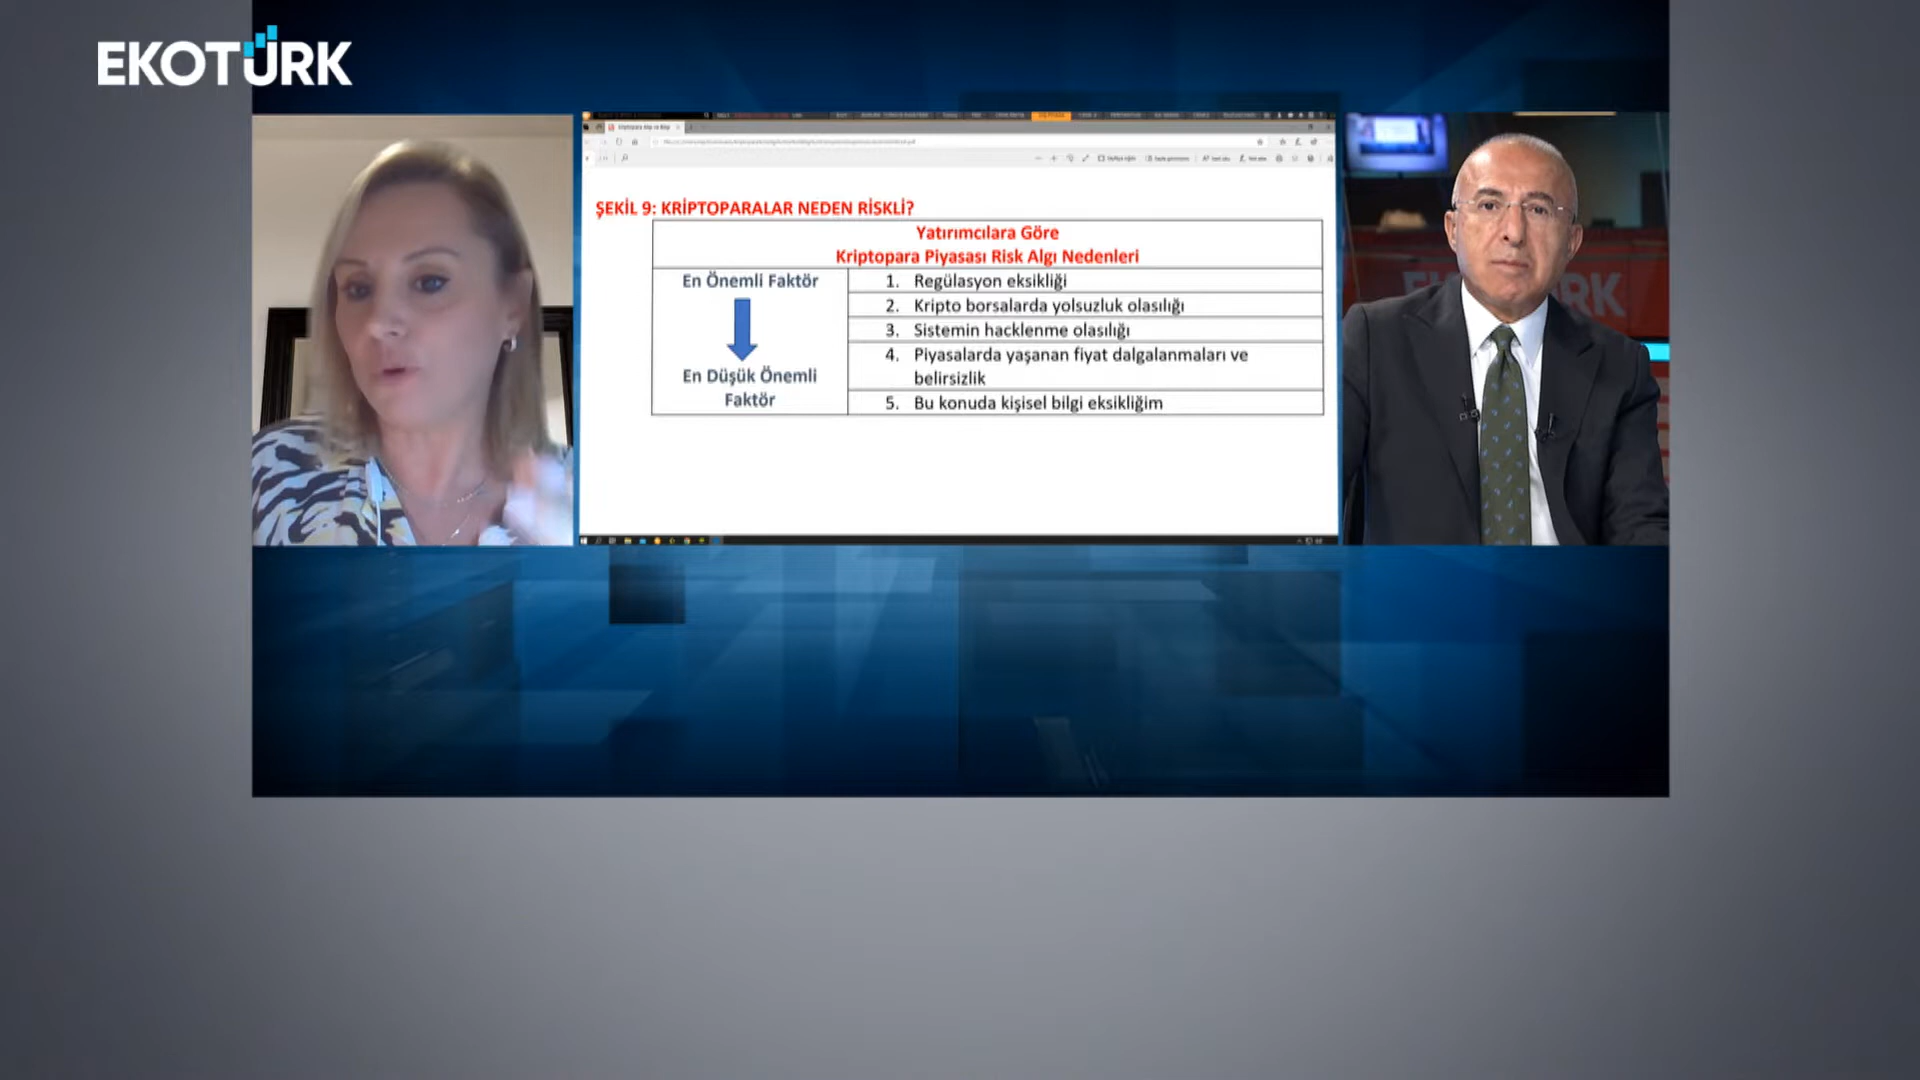 EKOTÜRK
ŞEKİL 9: KRİPTOPARALAR NEDEN RİSKLİ?
Yatırımcılara Göre
Kriptopara Piyasası Risk Algı Nedenleri
En Önemli Faktör
En Düşük Önemli
Faktör
1. Regülasyon eksikliği
2. Kripto borsalarda yolsuzluk olasılığı
3. Sistemin hacklenme olasılığı
4. Piyasalarda yaşanan fiyat dalgalanmaları ve
belirsizlik
5. Bu konuda kişisel bilgi eksikliğim